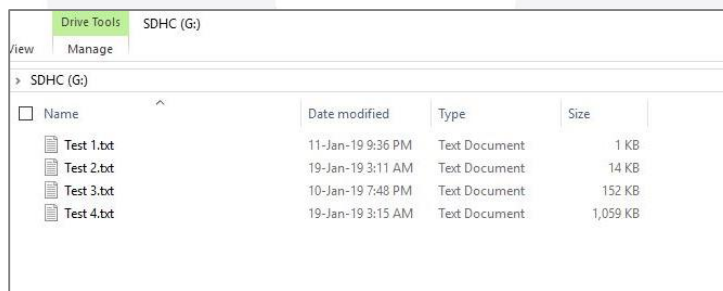 Drive Tools SDHC (G:)
View Manage
> SDHC (G:)
Name Date modified Type Size
Test 1.txt 11-Jan-19 9:36 PM Text Document 1 KB
Test 2.txt 19-Jan-19 3:11 AM Text Document 14 KB
Test 3.txt 10-Jan-19 7:48 PM Text Document 152 KB
Test 4.txt 19-Jan-19 3:15 AM Text Document 1,059 KB